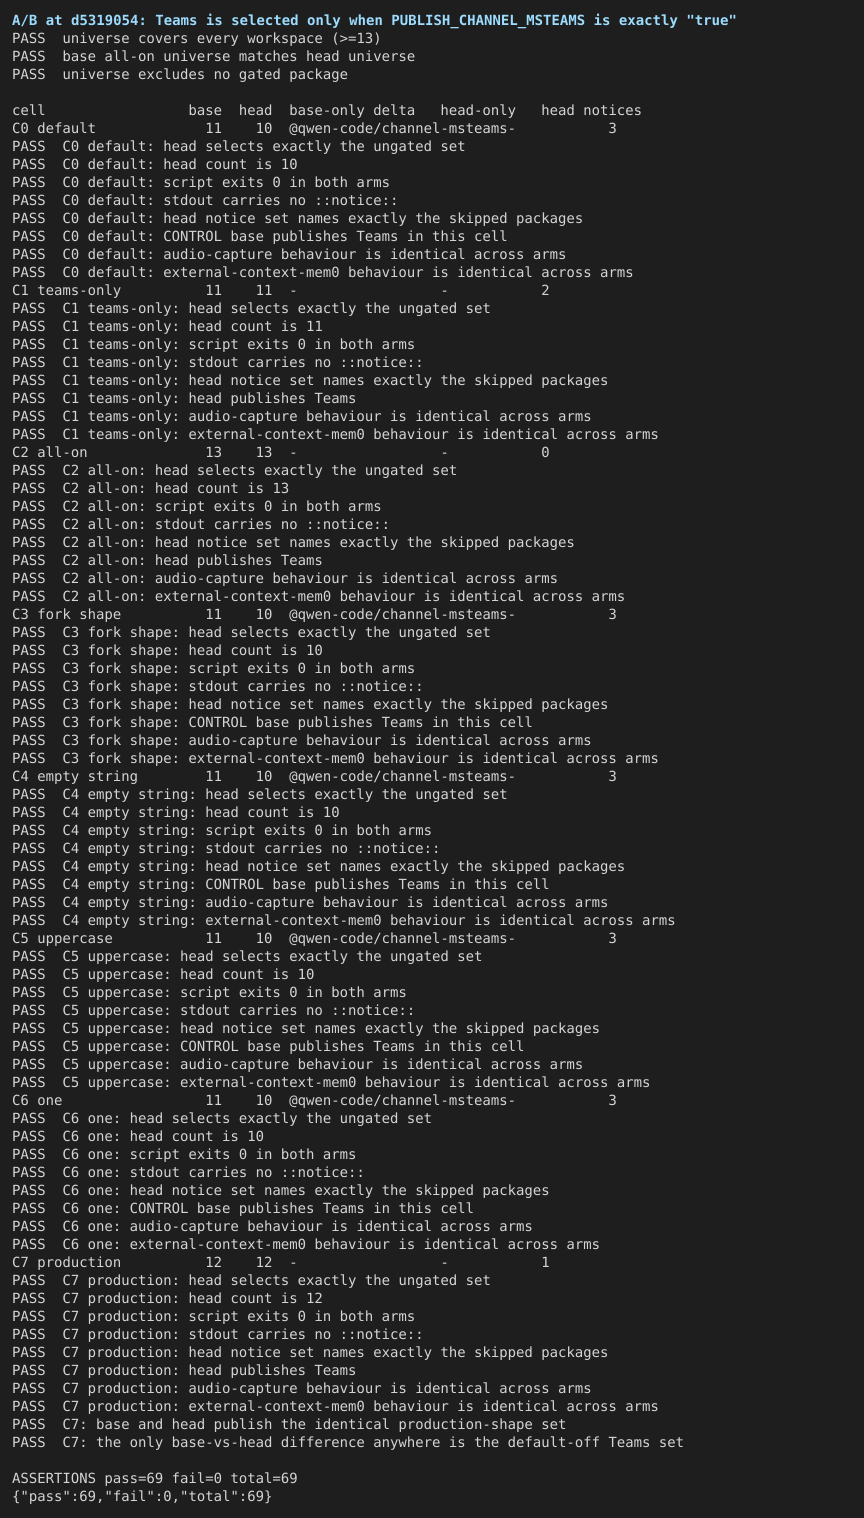 A/B at d5319054: Teams is selected only when PUBLISH_CHANNEL_MSTEAMS is exactly "true"
PASS  universe covers every workspace (>=13)
PASS  base all-on universe matches head universe
PASS  universe excludes no gated package

cell                 base  head  base-only delta   head-only   head notices
C0 default             11    10  @qwen-code/channel-msteams-           3
PASS  C0 default: head selects exactly the ungated set
PASS  C0 default: head count is 10
PASS  C0 default: script exits 0 in both arms
PASS  C0 default: stdout carries no ::notice::
PASS  C0 default: head notice set names exactly the skipped packages
PASS  C0 default: CONTROL base publishes Teams in this cell
PASS  C0 default: audio-capture behaviour is identical across arms
PASS  C0 default: external-context-mem0 behaviour is identical across arms
C1 teams-only          11    11  -                 -           2
PASS  C1 teams-only: head selects exactly the ungated set
PASS  C1 teams-only: head count is 11
PASS  C1 teams-only: script exits 0 in both arms
PASS  C1 teams-only: stdout carries no ::notice::
PASS  C1 teams-only: head notice set names exactly the skipped packages
PASS  C1 teams-only: head publishes Teams
PASS  C1 teams-only: audio-capture behaviour is identical across arms
PASS  C1 teams-only: external-context-mem0 behaviour is identical across arms
C2 all-on              13    13  -                 -           0
PASS  C2 all-on: head selects exactly the ungated set
PASS  C2 all-on: head count is 13
PASS  C2 all-on: script exits 0 in both arms
PASS  C2 all-on: stdout carries no ::notice::
PASS  C2 all-on: head notice set names exactly the skipped packages
PASS  C2 all-on: head publishes Teams
PASS  C2 all-on: audio-capture behaviour is identical across arms
PASS  C2 all-on: external-context-mem0 behaviour is identical across arms
C3 fork shape          11    10  @qwen-code/channel-msteams-           3
PASS  C3 fork shape: head selects exactly the ungated set
PASS  C3 fork shape: head count is 10
PASS  C3 fork shape: script exits 0 in both arms
PASS  C3 fork shape: stdout carries no ::notice::
PASS  C3 fork shape: head notice set names exactly the skipped packages
PASS  C3 fork shape: CONTROL base publishes Teams in this cell
PASS  C3 fork shape: audio-capture behaviour is identical across arms
PASS  C3 fork shape: external-context-mem0 behaviour is identical across arms
C4 empty string        11    10  @qwen-code/channel-msteams-           3
PASS  C4 empty string: head selects exactly the ungated set
PASS  C4 empty string: head count is 10
PASS  C4 empty string: script exits 0 in both arms
PASS  C4 empty string: stdout carries no ::notice::
PASS  C4 empty string: head notice set names exactly the skipped packages
PASS  C4 empty string: CONTROL base publishes Teams in this cell
PASS  C4 empty string: audio-capture behaviour is identical across arms
PASS  C4 empty string: external-context-mem0 behaviour is identical across arms
C5 uppercase           11    10  @qwen-code/channel-msteams-           3
PASS  C5 uppercase: head selects exactly the ungated set
PASS  C5 uppercase: head count is 10
PASS  C5 uppercase: script exits 0 in both arms
PASS  C5 uppercase: stdout carries no ::notice::
PASS  C5 uppercase: head notice set names exactly the skipped packages
PASS  C5 uppercase: CONTROL base publishes Teams in this cell
PASS  C5 uppercase: audio-capture behaviour is identical across arms
PASS  C5 uppercase: external-context-mem0 behaviour is identical across arms
C6 one                 11    10  @qwen-code/channel-msteams-           3
PASS  C6 one: head selects exactly the ungated set
PASS  C6 one: head count is 10
PASS  C6 one: script exits 0 in both arms
PASS  C6 one: stdout carries no ::notice::
PASS  C6 one: head notice set names exactly the skipped packages
PASS  C6 one: CONTROL base publishes Teams in this cell
PASS  C6 one: audio-capture behaviour is identical across arms
PASS  C6 one: external-context-mem0 behaviour is identical across arms
C7 production          12    12  -                 -           1
PASS  C7 production: head selects exactly the ungated set
PASS  C7 production: head count is 12
PASS  C7 production: script exits 0 in both arms
PASS  C7 production: stdout carries no ::notice::
PASS  C7 production: head notice set names exactly the skipped packages
PASS  C7 production: head publishes Teams
PASS  C7 production: audio-capture behaviour is identical across arms
PASS  C7 production: external-context-mem0 behaviour is identical across arms
PASS  C7: base and head publish the identical production-shape set
PASS  C7: the only base-vs-head difference anywhere is the default-off Teams set

ASSERTIONS pass=69 fail=0 total=69
{"pass":69,"fail":0,"total":69}